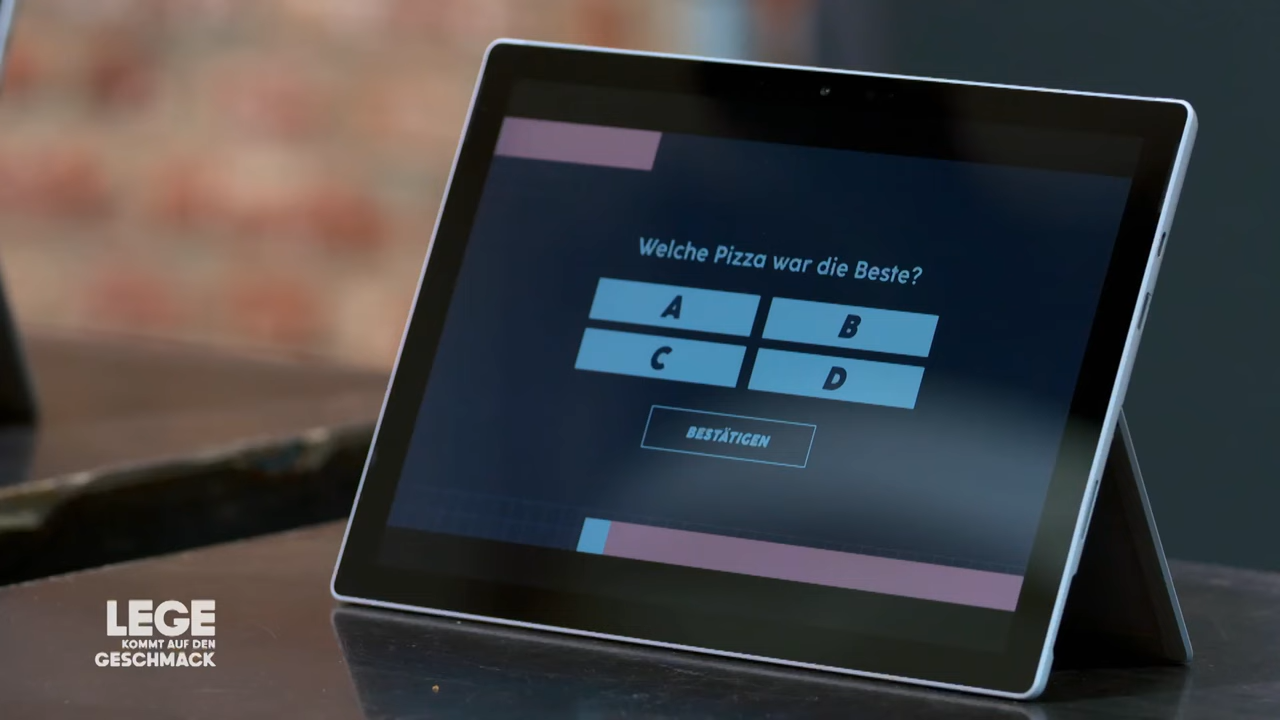 Welche Pizza war die Beste?
A
B
C
D
BESTÄTIGEN
LEGE
KOMMT AUF DEN
GESCHMACK